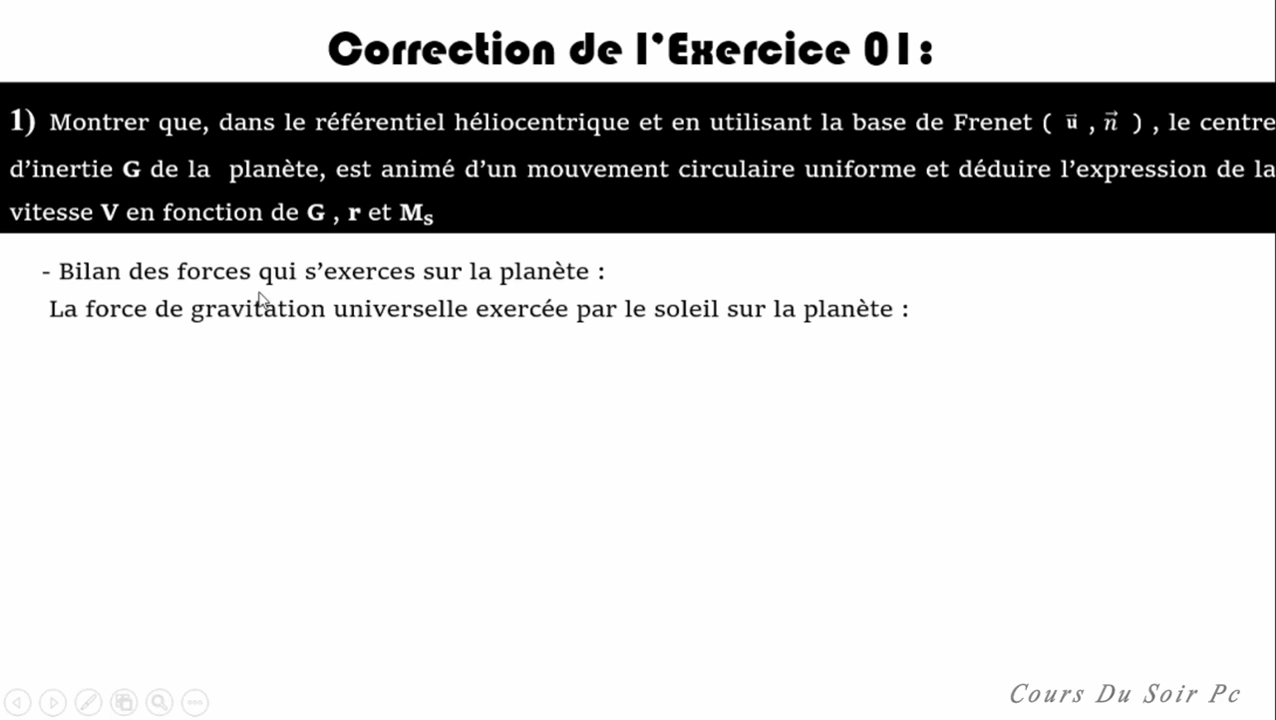 Correction de l'Exercice 01:
1) Montrer que, dans le référentiel héliocentrique et en utilisant la base de Frenet ( u⃗ , n⃗ ) , le centre
d'inertie G de la planète, est animé d'un mouvement circulaire uniforme et déduire l'expression de la
vitesse V en fonction de G , r et Mₛ
- Bilan des forces qui s'exerces sur la planète :
La force de gravitation universelle exercée par le soleil sur la planète :
Cours Du Soir Pc